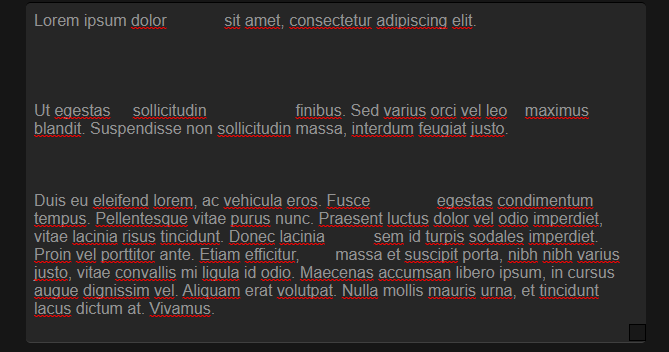 Lorem ipsum dolor sit amet, consectetur adipiscing elit.
Ut egestas sollicitudin finibus. Sed varius orci vel leo maximus
blandit. Suspendisse non sollicitudin massa, interdum feugiat justo.
Duis eu eleifend lorem, ac vehicula eros. Fusce egestas condimentum
tempus. Pellentesque vitae purus nunc. Praesent luctus dolor vel odio imperdiet,
vitae lacinia risus tincidunt. Donec lacinia sem id turpis sodales imperdiet.
Proin vel porttitor ante. Etiam efficitur, massa et suscipit porta, nibh nibh varius
justo, vitae convallis mi ligula id odio. Maecenas accumsan libero ipsum, in cursus
augue dignissim vel. Aliquam erat volutpat. Nulla mollis mauris urna, et tincidunt
lacus dictum at. Vivamus.